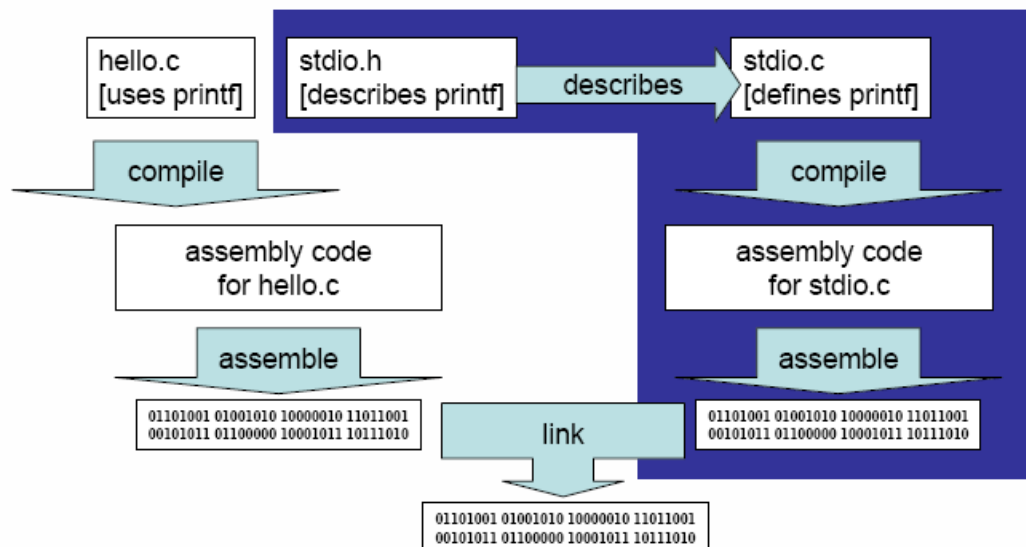 hello.c
[uses printf]
stdio.h
[describes printf]
describes
stdio.c
[defines printf]
compile
compile
assembly code
for hello.c
assembly code
for stdio.c
assemble
assemble
01101001 01001010 10000010 11011001
00101011 01100000 10001011 10111010
link
01101001 01001010 10000010 11011001
00101011 01100000 10001011 10111010
01101001 01001010 10000010 11011001
00101011 01100000 10001011 10111010